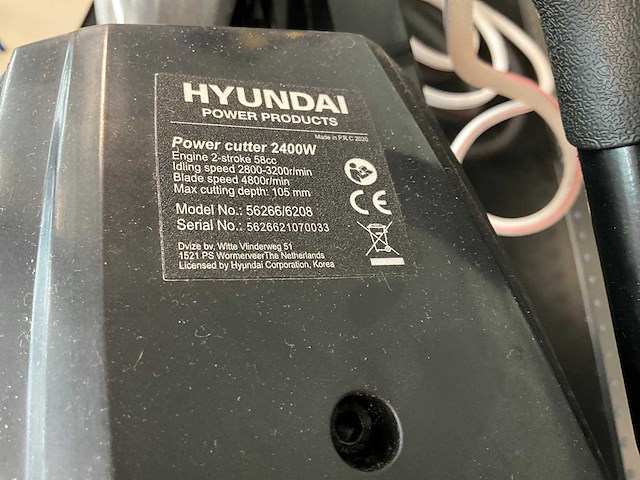 HYUNDAI
POWER PRODUCTS
Made in P.R.C 2020
Power cutter 2400W
Engine 2-stroke 58cc
Idling speed 2800-3200r/min
Blade speed 4800r/min
Max cutting depth: 105 mm
Model No.: 56266/6208
Serial No.: 5626621070033
CE
Dvize bv, Witte Vlinderweg 51
1521 PS WormerveerThe Netherlands
Licensed by Hyundai Corporation, Korea